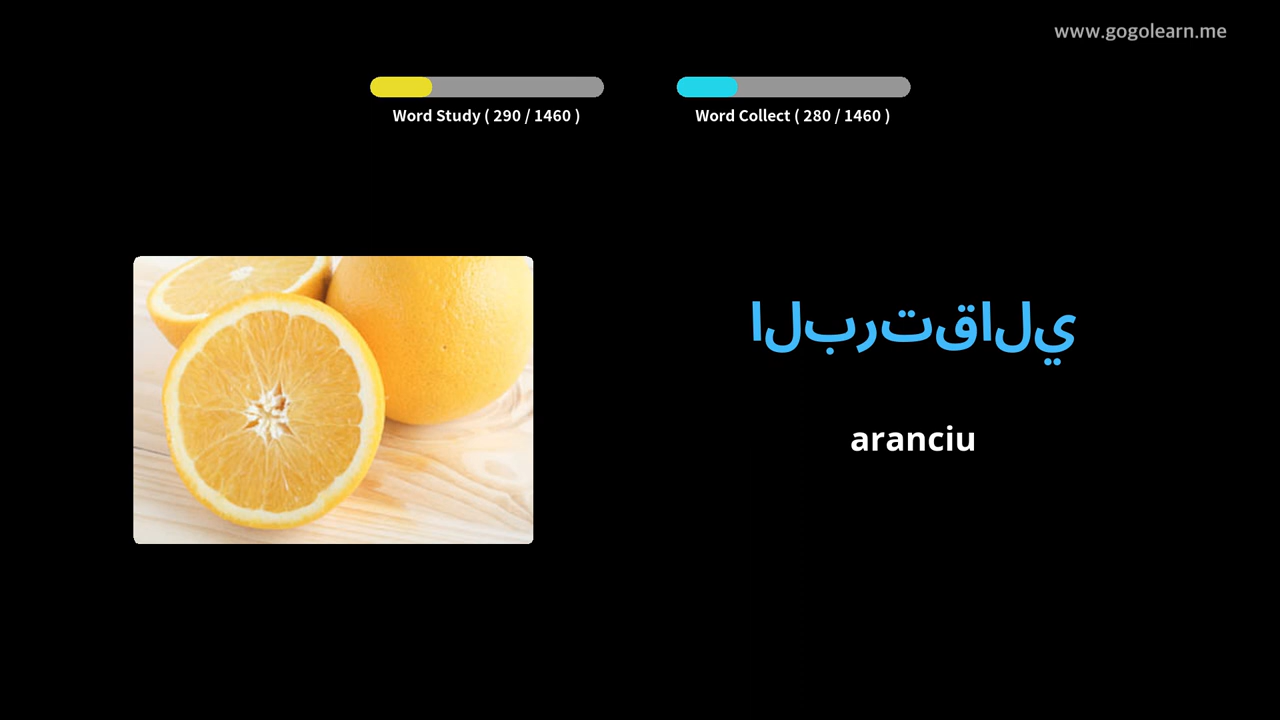 www.gogolearn.me
Word Study ( 290 / 1460 )
Word Collect ( 280 / 1460 )
البرتقالي
aranciu